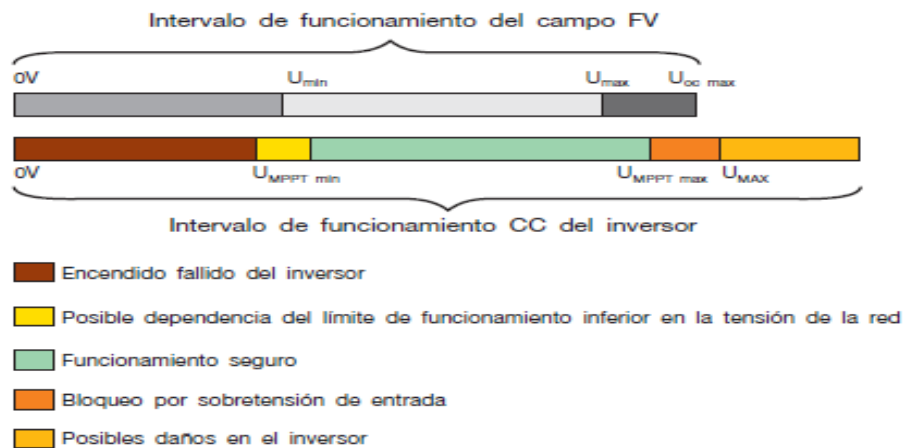 Intervalo de funcionamiento del campo FV
0V Umin Umax Uoc max
0V UMPPT min UMPPT max UMAX
Intervalo de funcionamiento CC del inversor
Encendido fallido del inversor
Posible dependencia del límite de funcionamiento inferior en la tensión de la red
Funcionamiento seguro
Bloqueo por sobretensión de entrada
Posibles daños en el inversor